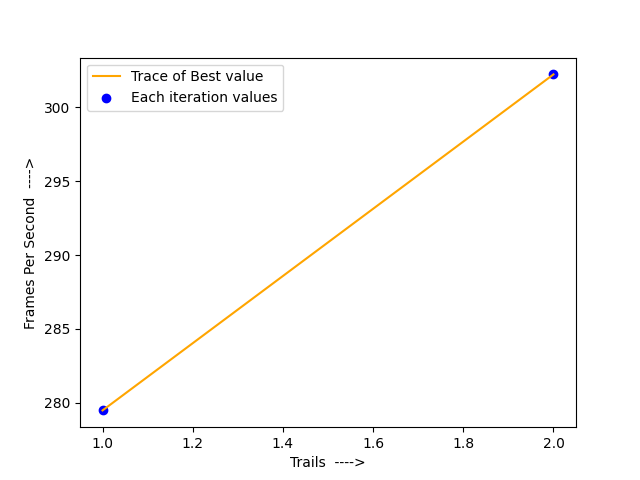 Trace of Best value
Each iteration values
300
295
290
285
280
Frames Per Second  ---->
1.0 1.2 1.4 1.6 1.8 2.0
Trails  ---->